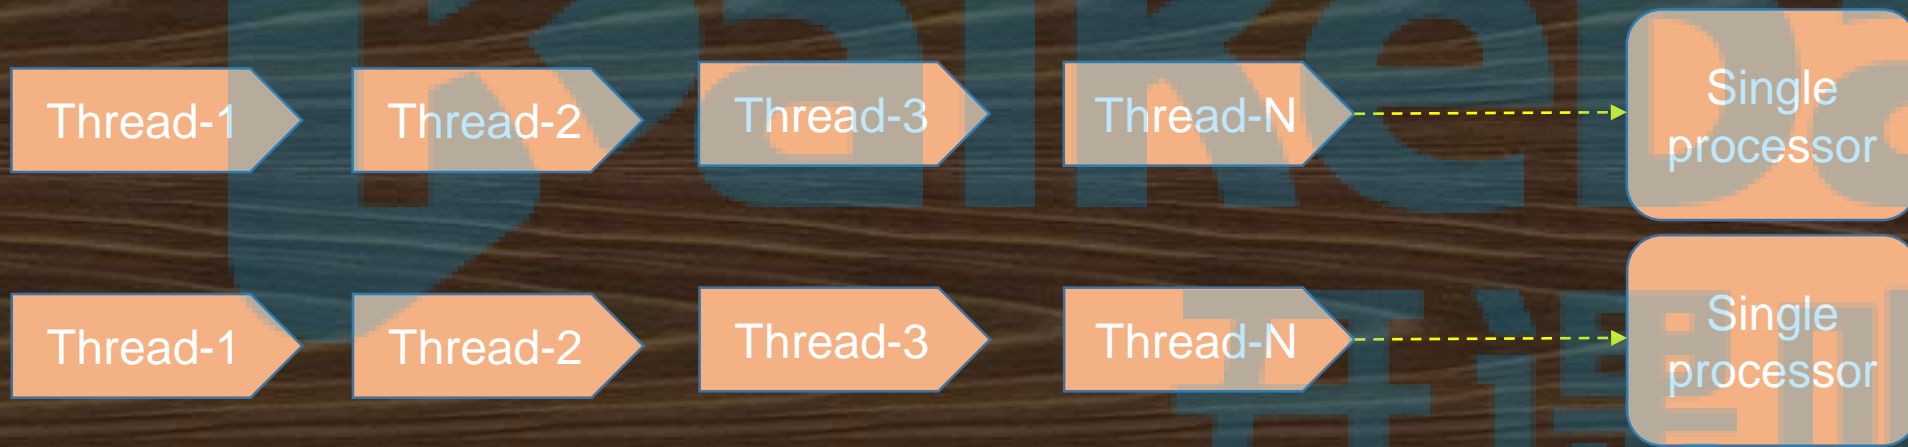 Thread-1
Thread-2
Thread-3
Thread-N
Single
processor
Thread-1
Thread-2
Thread-3
Thread-N
Single
processor